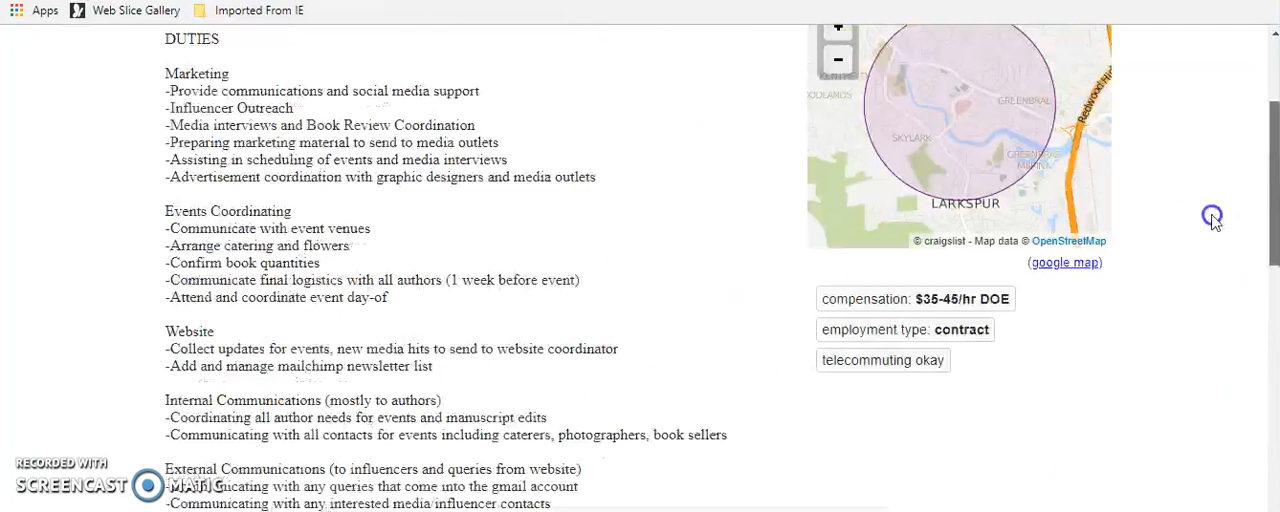 Apps Web Slice Gallery Imported From IE
DUTIES
Marketing
-Provide communications and social media support
-Influencer Outreach
-Media interviews and Book Review Coordination
-Preparing marketing material to send to media outlets
-Assisting in scheduling of events and media interviews
-Advertisement coordination with graphic designers and media outlets
Events Coordinating
-Communicate with event venues
-Arrange catering and flowers
-Confirm book quantities
-Communicate final logistics with all authors (1 week before event)
-Attend and coordinate event day-of
Website
-Collect updates for events, new media hits to send to website coordinator
-Add and manage mailchimp newsletter list
Internal Communications (mostly to authors)
-Coordinating all author needs for events and manuscript edits
-Communicating with all contacts for events including caterers, photographers, book sellers
External Communications (to influencers and queries from website)
with any queries that come into the gmail account
-Communicating with any interested media/influencer contacts
+
-
SKYLARK
LARKSPUR
© craigslist - Map data © OpenStreetMap
(google map)
compensation: $35-45/hr DOE
employment type: contract
telecommuting okay
RECORDED WITH
SCREENCAST MATIC